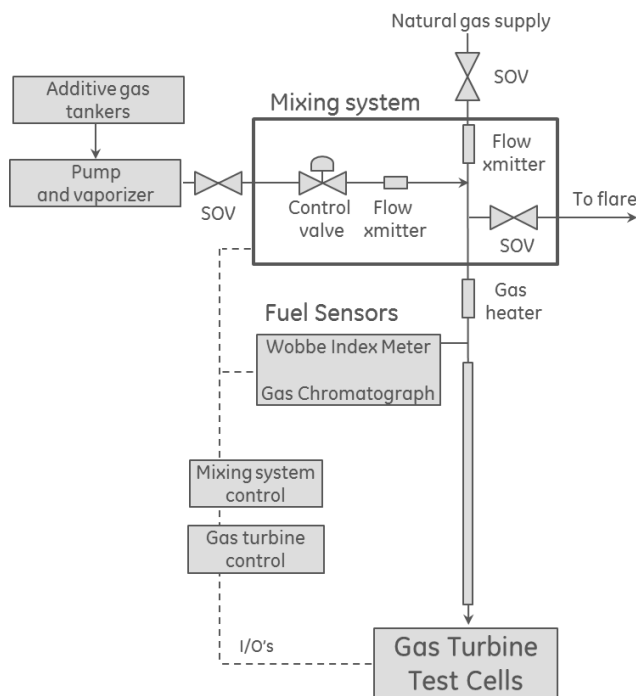 Natural gas supply
SOV
Additive gas
tankers
Mixing system
Flow
xmitter
Pump
and vaporizer
SOV
Control
valve
Flow
xmitter
To flare
SOV
Gas
heater
Fuel Sensors
Wobbe Index Meter
Gas Chromatograph
Mixing system
control
Gas turbine
control
I/O's
Gas Turbine
Test Cells